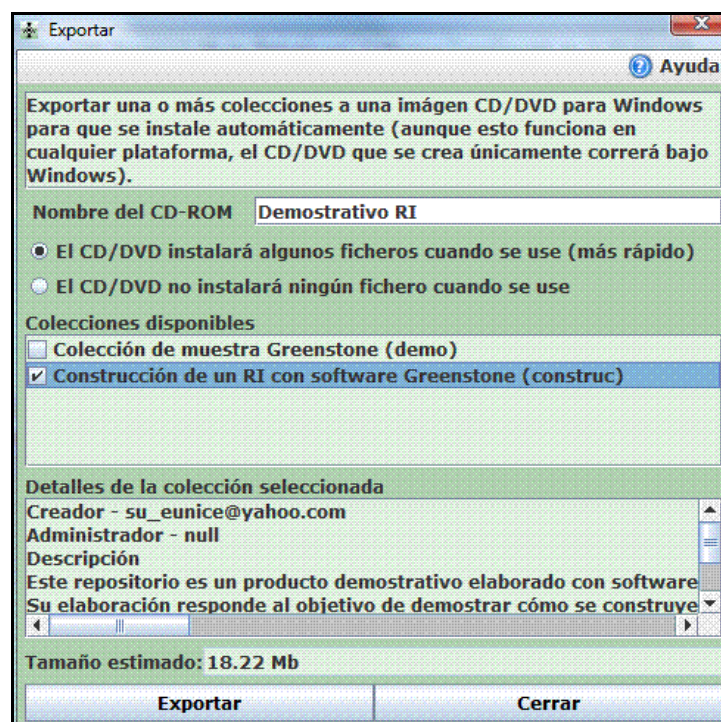 Exportar
Ayuda
Exportar una o más colecciones a una imágen CD/DVD para Windows
para que se instale automáticamente (aunque esto funciona en
cualquier plataforma, el CD/DVD que se crea únicamente correrá bajo
Windows).
Nombre del CD-ROM Demostrativo RI
El CD/DVD instalará algunos ficheros cuando se use (más rápido)
El CD/DVD no instalará ningún fichero cuando se use
Colecciones disponibles
Colección de muestra Greenstone (demo)
Construcción de un RI con software Greenstone (construc)
Detalles de la colección seleccionada
Creador - su_eunice@yahoo.com
Administrador - null
Descripción
Este repositorio es un producto demostrativo elaborado con software
Su elaboración responde al objetivo de demostrar cómo se construye
Tamaño estimado: 18.22 Mb
Exportar Cerrar